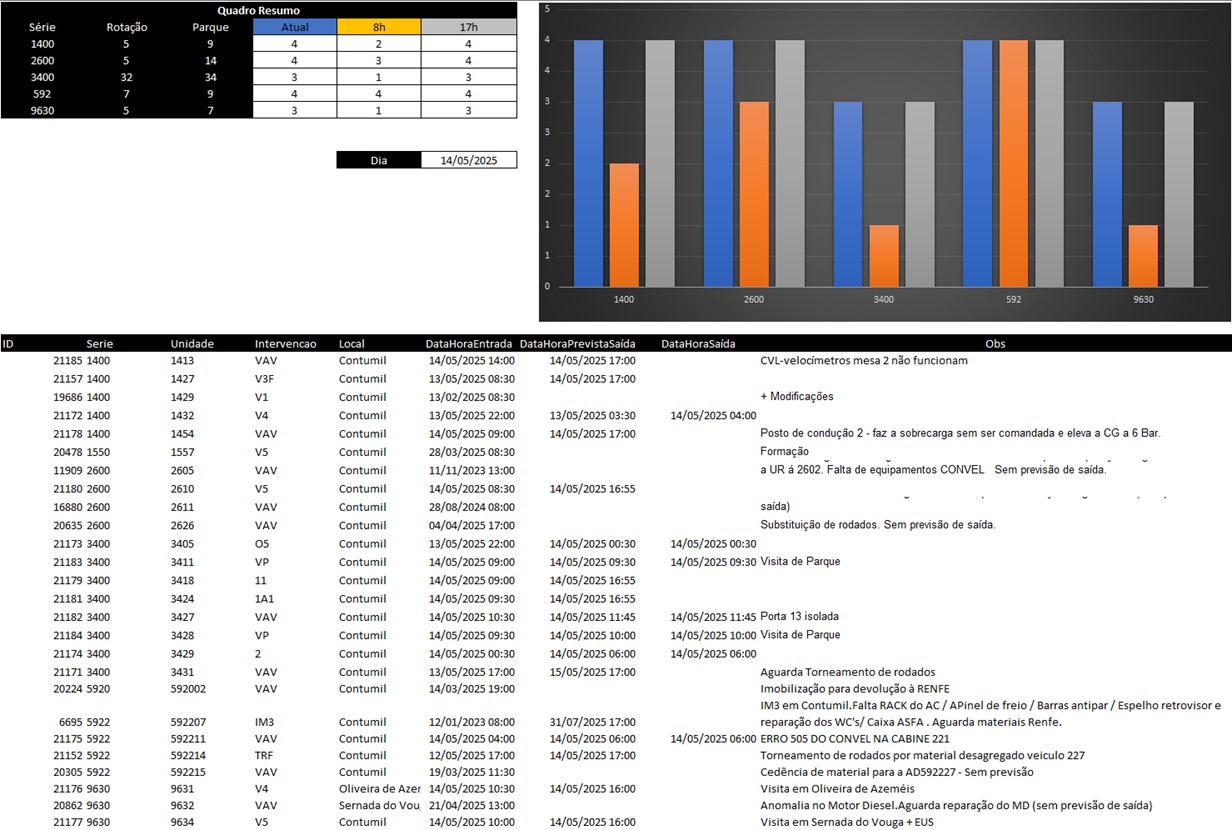 Quadro Resumo
Série Rotação Parque Atual 8h 17h
1400 5 9 4 2 4
2600 5 14 4 3 4
3400 32 34 3 1 3
592 7 9 4 4 4
9630 5 7 3 1 3
Dia 14/05/2025
5
4
4
3
3
2
2
1
1
0
1400 2600 3400 592 9630
ID Serie Unidade Intervencao Local DataHoraEntrada DataHoraPrevistaSaída DataHoraSaída Obs
21185 1400 1413 VAV Contumil 14/05/2025 14:00 14/05/2025 17:00 CVL-velocímetros mesa 2 não funcionam
21157 1400 1427 V3F Contumil 13/05/2025 08:30 14/05/2025 17:00
19686 1400 1429 V1 Contumil 13/02/2025 08:30 + Modificações
21172 1400 1432 V4 Contumil 13/05/2025 22:00 13/05/2025 03:30 14/05/2025 04:00
21178 1400 1454 VAV Contumil 14/05/2025 09:00 14/05/2025 17:00 Posto de condução 2 - faz a sobrecarga sem ser comandada e eleva a CG a 6 Bar.
20478 1550 1557 V5 Contumil 28/03/2025 08:30 Formação
11909 2600 2605 VAV Contumil 11/11/2023 13:00 a UR á 2602. Falta de equipamentos CONVEL Sem previsão de saída.
21180 2600 2610 V5 Contumil 14/05/2025 08:30 14/05/2025 16:55
16880 2600 2611 VAV Contumil 28/08/2024 08:00 saída)
20635 2600 2626 VAV Contumil 04/04/2025 17:00 Substituição de rodados. Sem previsão de saída.
21173 3400 3405 O5 Contumil 13/05/2025 22:00 14/05/2025 00:30 14/05/2025 00:30
21183 3400 3411 VP Contumil 14/05/2025 09:00 14/05/2025 09:30 14/05/2025 09:30 Visita de Parque
21179 3400 3418 11 Contumil 14/05/2025 09:00 14/05/2025 16:55
21181 3400 3424 1A1 Contumil 14/05/2025 09:30 14/05/2025 16:55
21182 3400 3427 VAV Contumil 14/05/2025 10:30 14/05/2025 11:45 14/05/2025 11:45 Porta 13 isolada
21184 3400 3428 VP Contumil 14/05/2025 09:30 14/05/2025 10:00 14/05/2025 10:00 Visita de Parque
21174 3400 3429 2 Contumil 14/05/2025 00:30 14/05/2025 06:00 14/05/2025 06:00
21171 3400 3431 VAV Contumil 13/05/2025 17:00 15/05/2025 17:00 Aguarda Torneamento de rodados
20224 5920 592002 VAV Contumil 14/03/2025 19:00 Imobilização para devolução à RENFE
IM3 em Contumil.Falta RACK do AC / APinel de freio / Barras antipar / Espelho retrovisor e
6695 5922 592207 IM3 Contumil 12/01/2023 08:00 31/07/2025 17:00 reparação dos WC's/ Caixa ASFA . Aguarda materiais Renfe.
21175 5922 592211 VAV Contumil 14/05/2025 04:00 14/05/2025 06:00 14/05/2025 06:00 ERRO 505 DO CONVEL NA CABINE 221
21176 5922 592214 TRF Contumil 12/05/2025 17:00 14/05/2025 17:00 Torneamento de rodados por material desagregado veiculo 227
20305 5922 592215 VAV Contumil 19/03/2025 11:30 Cedência de material para a AD592227 - Sem previsão
21176 9630 9631 V4 Oliveira de Azer 14/05/2025 10:30 14/05/2025 16:00 Visita em Oliveira de Azeméis
20862 9630 9632 VAV Sernada do Vou 21/04/2025 13:00 Anomalia no Motor Diesel.Aguarda reparação do MD (sem previsão de saída)
21177 9630 9634 V5 Contumil 14/05/2025 10:00 14/05/2025 16:00 Visita em Sernada do Vouga + EUS